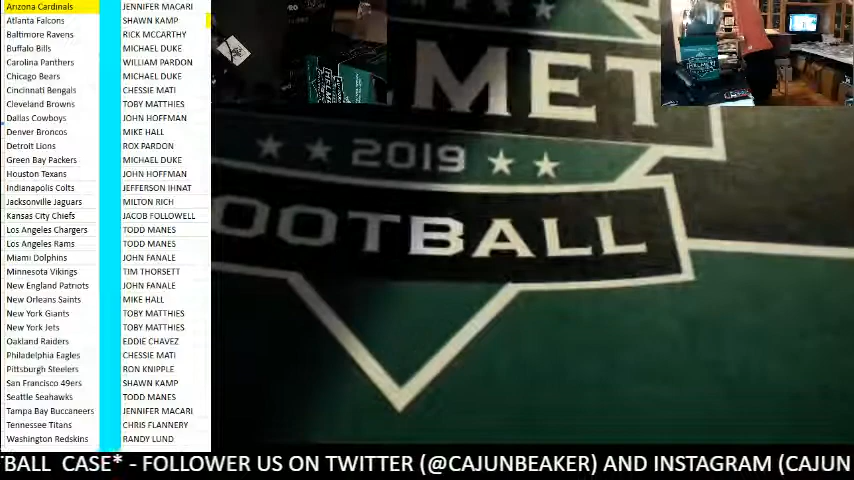 Arizona Cardinals JENNIFER MACARI
Atlanta Falcons SHAWN KAMP
Baltimore Ravens RICK MCCARTHY
Buffalo Bills MICHAEL DUKE
Carolina Panthers WILLIAM PARDON
Chicago Bears MICHAEL DUKE
Cincinnati Bengals CHESSIE MATI
Cleveland Browns TOBY MATTHIES
Dallas Cowboys JOHN HOFFMAN
Denver Broncos MIKE HALL
Detroit Lions ROX PARDON
Green Bay Packers MICHAEL DUKE
Houston Texans JOHN HOFFMAN
Indianapolis Colts JEFFERSON IHNAT
Jacksonville Jaguars MILTON RICH
Kansas City Chiefs JACOB FOLLOWELL
Los Angeles Chargers TODD MANES
Los Angeles Rams TODD MANES
Miami Dolphins JOHN FANALE
Minnesota Vikings TIM THORSETT
New England Patriots JOHN FANALE
New Orleans Saints MIKE HALL
New York Giants TOBY MATTHIES
New York Jets TOBY MATTHIES
Oakland Raiders EDDIE CHAVEZ
Philadelphia Eagles CHESSIE MATI
Pittsburgh Steelers RON KNIPPLE
San Francisco 49ers SHAWN KAMP
Seattle Seahawks TODD MANES
Tampa Bay Buccaneers JENNIFER MACARI
Tennessee Titans CHRIS FLANNERY
Washington Redskins RANDY LUND
MET
2019
OOTBALL
BALL CASE* - FOLLOWER US ON TWITTER (@CAJUNBEAKER) AND INSTAGRAM (CAJUN